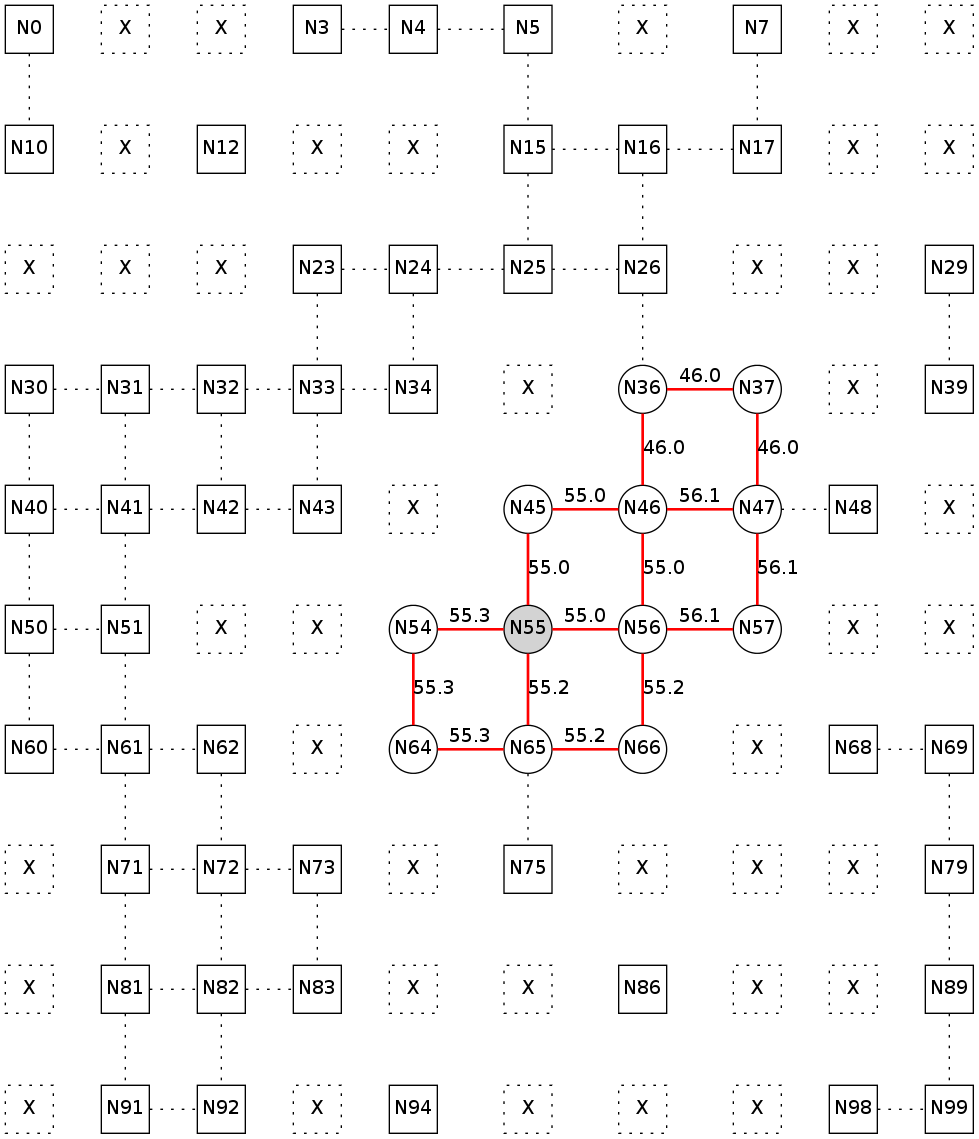 N0 X X N3 N4 N5 X N7 X X
N10 X N12 X X N15 N16 N17 X X
X X X N23 N24 N25 N26 X X N29
46.0
N30 N31 N32 N33 N34 X N36 N37 X N39
46.0 46.0
55.0 56.1
N40 N41 N42 N43 X N45 N46 N47 N48 X
55.0 55.0 56.1
55.3 55.0 56.1
N50 N51 X X N54 N55 N56 N57 X X
55.3 55.2 55.2
55.3 55.2
N60 N61 N62 X N64 N65 N66 X N68 N69
X N71 N72 N73 X N75 X X X N79
X N81 N82 N83 X X N86 X X N89
X N91 N92 X N94 X X X N98 N99